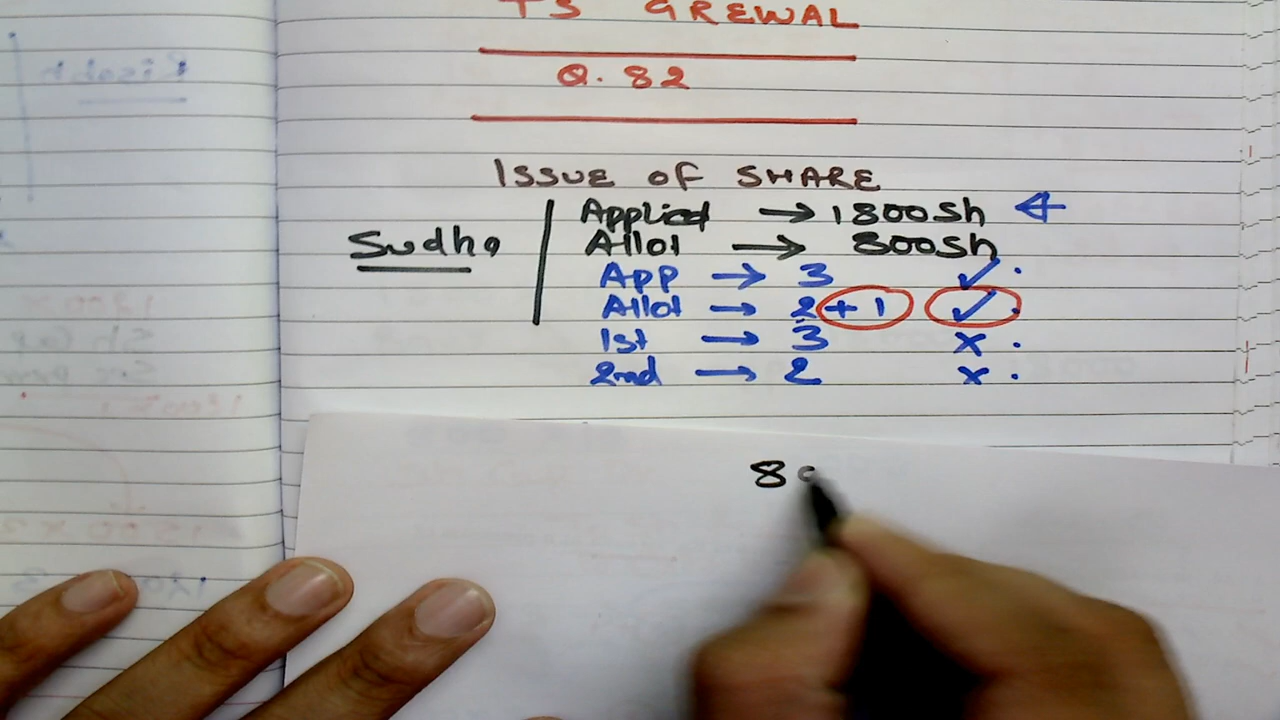 TS GREWAL
Q. 82
ISSUE OF SHARE
Sudha
Applied → 1800Sh
Allot → 800Sh
App → 3 ✓.
Allot → 2 + 1 ✓.
1st → 3 x.
2nd → 2 x.
8